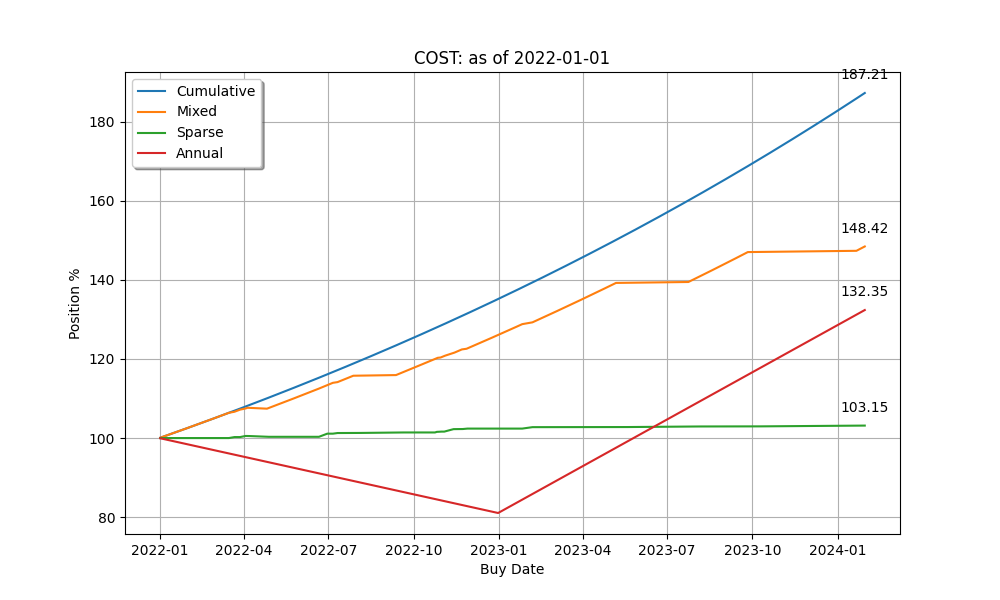 COST: as of 2022-01-01
187.21
Cumulative
Mixed
Sparse
Annual
148.42
132.35
103.15
180
160
140
120
100
80
Position %
2022-01 2022-04 2022-07 2022-10 2023-01 2023-04 2023-07 2023-10 2024-01
Buy Date